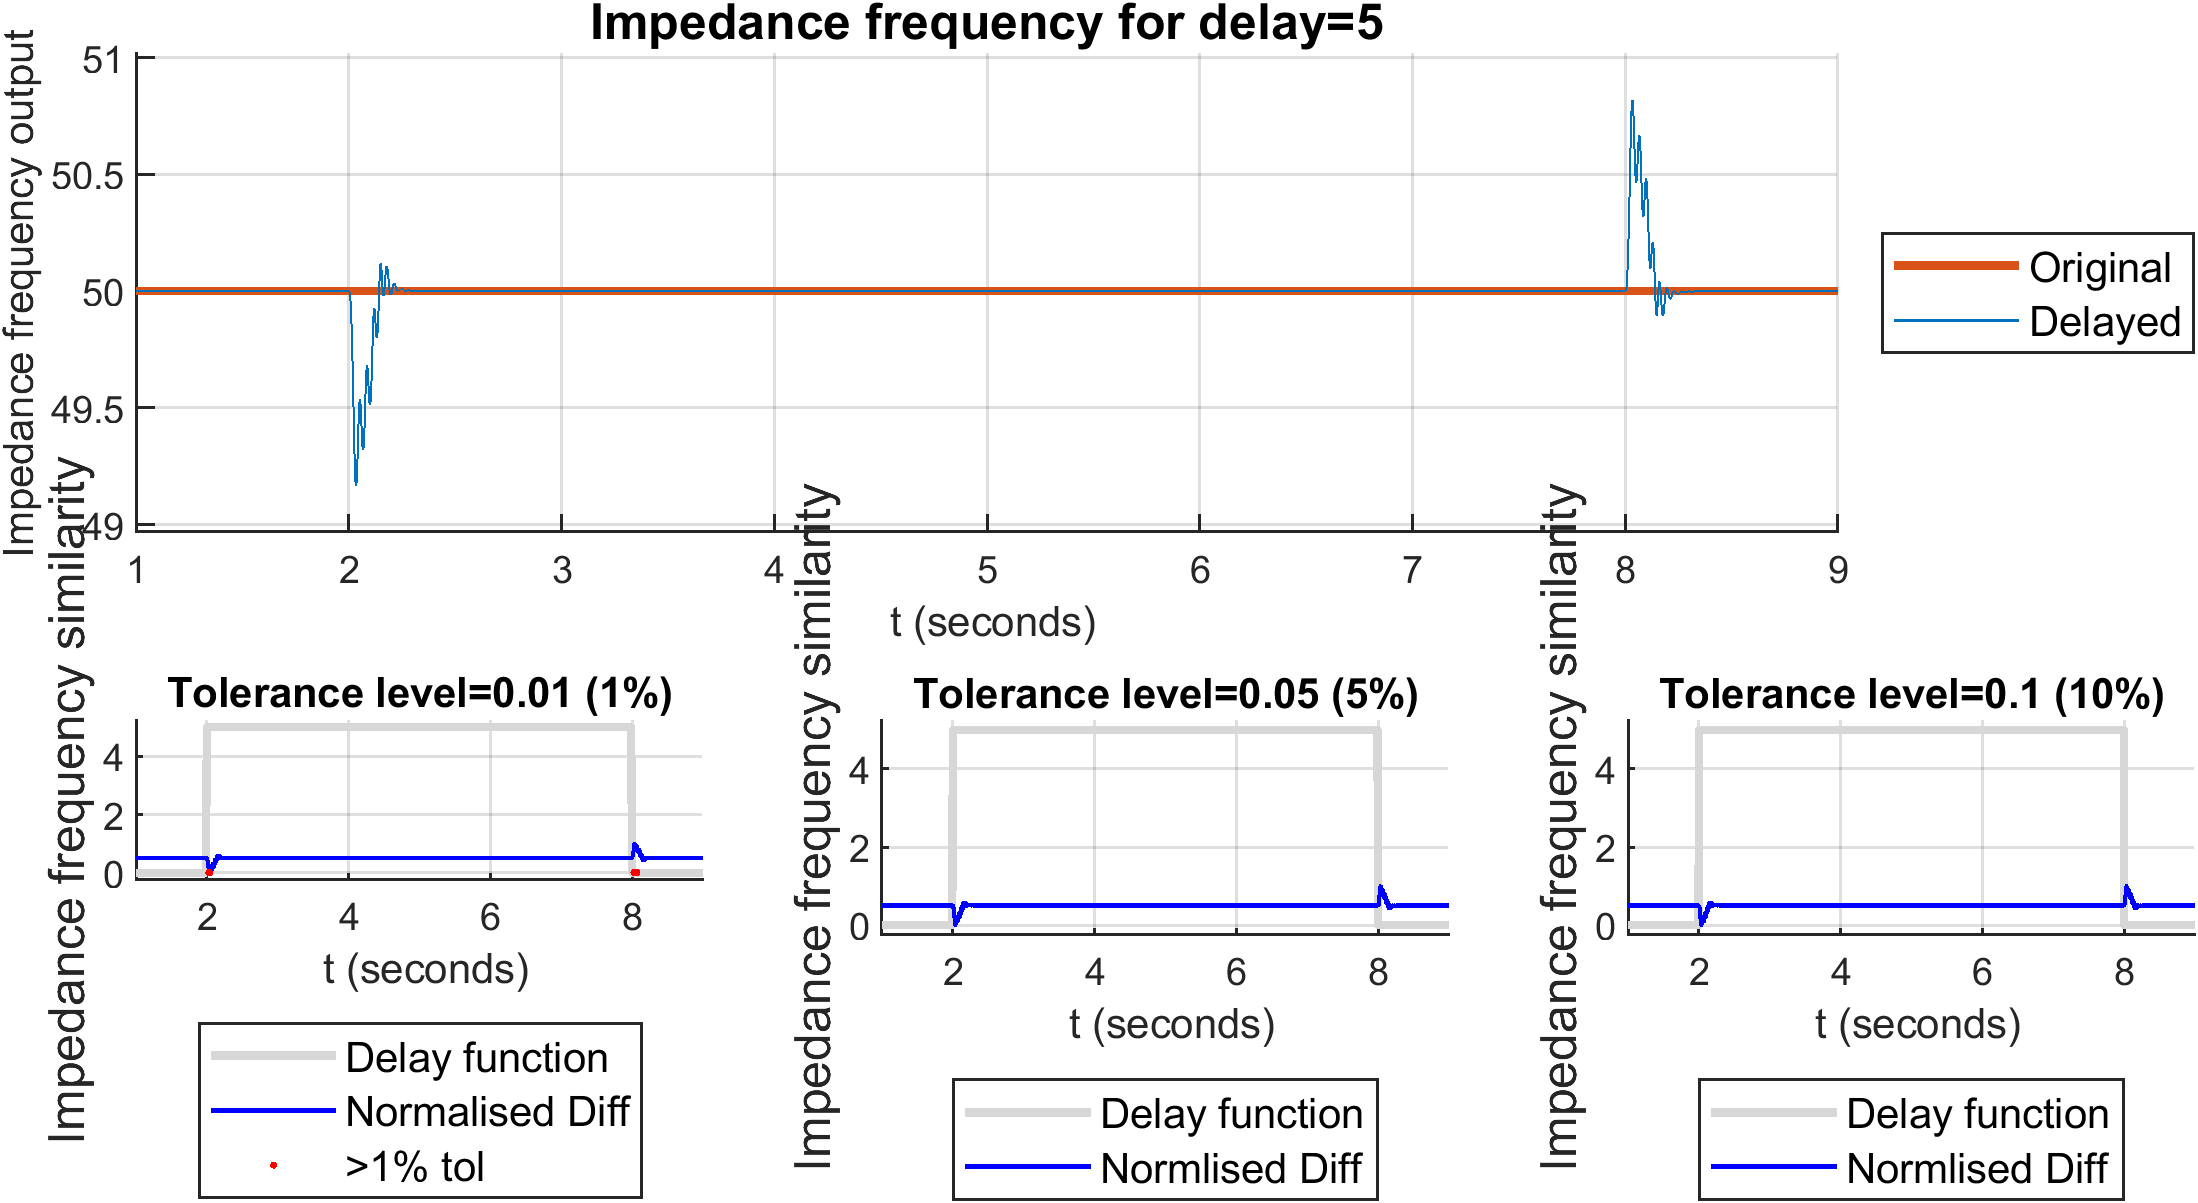 Impedance frequency for delay=5
Impedance frequency output
51
50.5
50
49.5
49
1 2 3 4 5 6 7 8 9
t (seconds)
Original
Delayed
Tolerance level=0.01 (1%)
Impedance frequency similarity
4
2
0
2 4 6 8
t (seconds)
Delay function
Normalised Diff
>1% tol
Tolerance level=0.05 (5%)
Impedance frequency similarity
4
2
0
2 4 6 8
t (seconds)
Delay function
Normlised Diff
Tolerance level=0.1 (10%)
Impedance frequency similarity
4
2
0
2 4 6 8
t (seconds)
Delay function
Normlised Diff